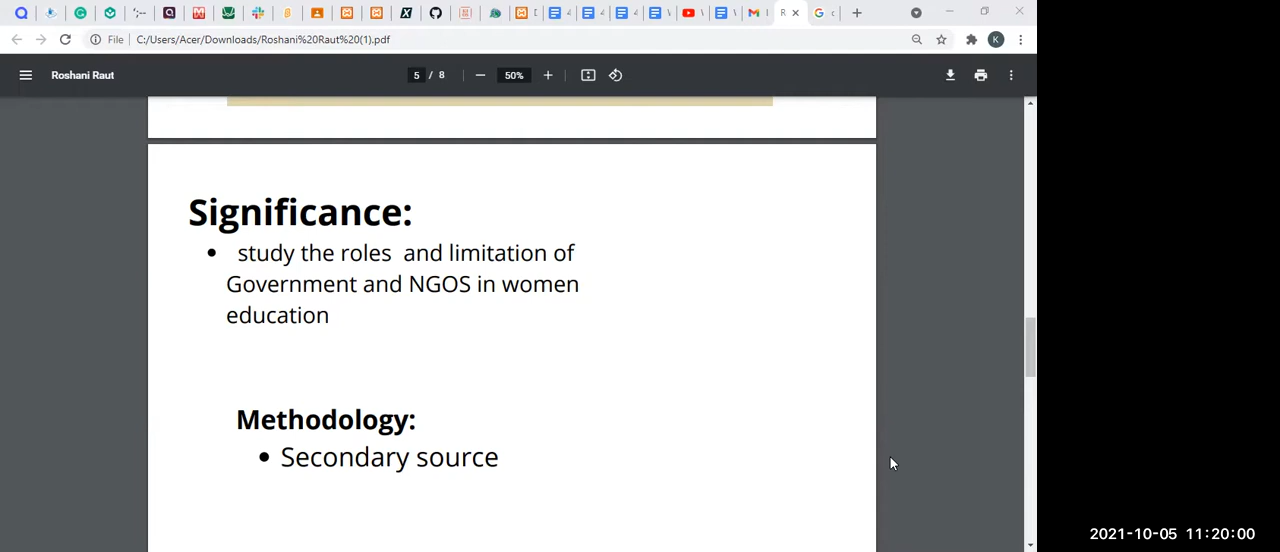 File C:/Users/Acer/Downloads/Roshani%20Raut%20(1).pdf
Roshani Raut 5 / 8 50%
Significance:
study the roles and limitation of
Government and NGOS in women
education
Methodology:
Secondary source
2021-10-05 11:20:00